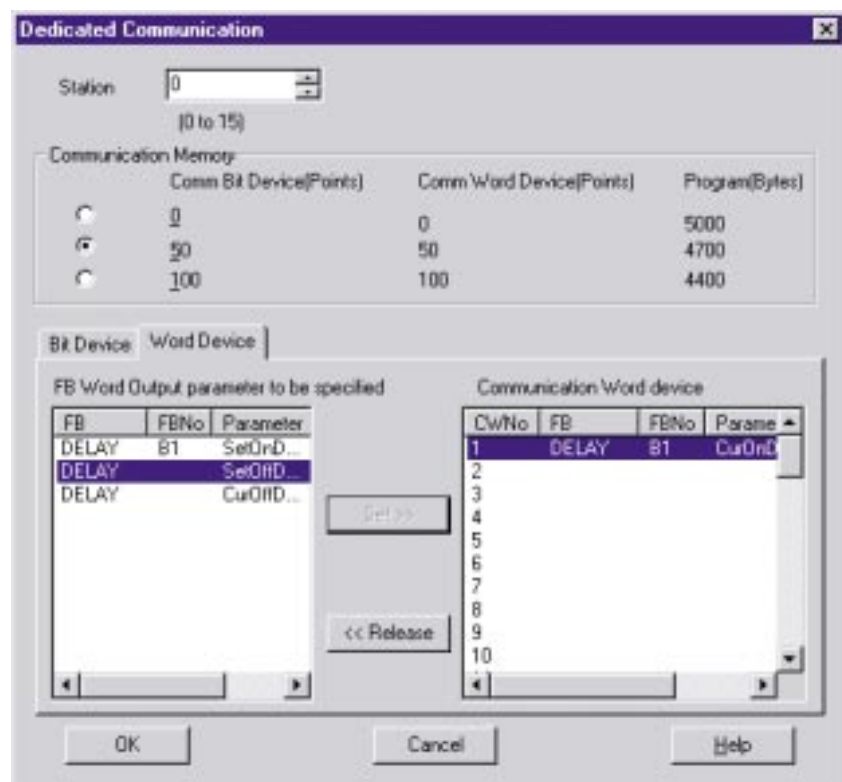 Dedicated Communication
Station 0
(0 to 15)
Communication Memory
Comm Bit Device(Points) Comm Word Device(Points) Program(Bytes)
0 0 5000
50 50 4700
100 100 4400
Bit Device Word Device
FB Word Output parameter to be specified Communication Word device
FB FBNo Parameter CWNo FB FBNo Parame
DELAY B1 SetOnD... 1 DELAY B1 CurOnD
DELAY SetOffD... 2
DELAY CurOffD... 3
Set >>
4
5
6
7
8
<< Release
9
10
OK Cancel Help